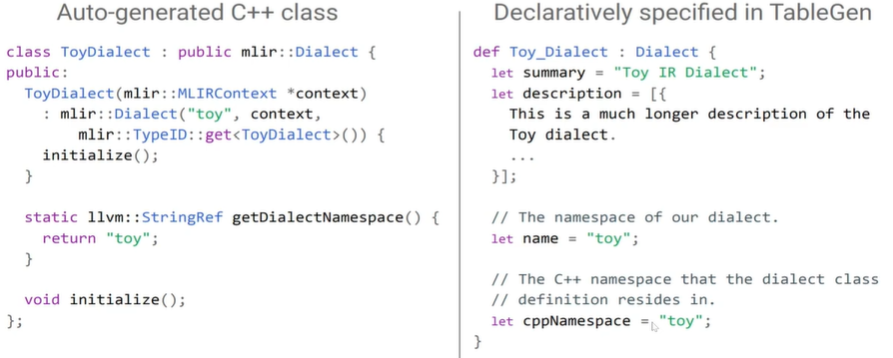 Auto-generated C++ class
class ToyDialect : public mlir::Dialect {
public:
  ToyDialect(mlir::MLIRContext *context)
    : mlir::Dialect("toy", context,
        mlir::TypeID::get<ToyDialect>()) {
    initialize();
  }

  static llvm::StringRef getDialectNamespace() {
    return "toy";
  }

  void initialize();
};
Declaratively specified in TableGen
def Toy_Dialect : Dialect {
  let summary = "Toy IR Dialect";
  let description = [{
    This is a much longer description of the
    Toy dialect.
    ...
  }];

  // The namespace of our dialect.
  let name = "toy";

  // The C++ namespace that the dialect class
  // definition resides in.
  let cppNamespace = "toy";
}